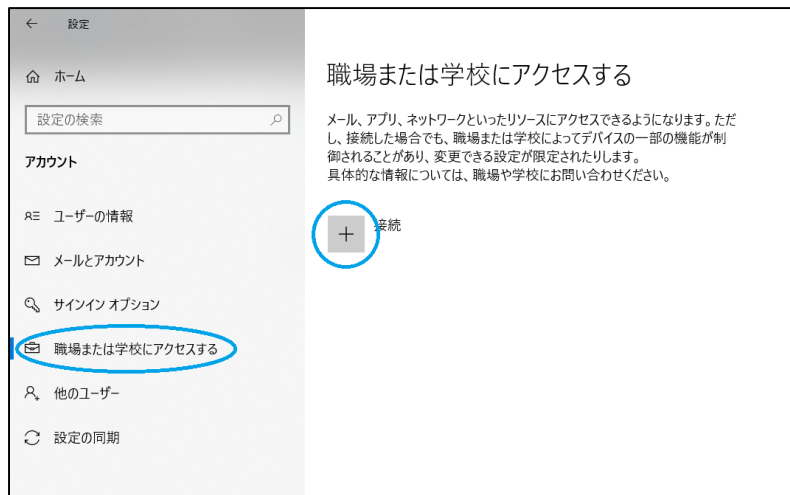 設定
ホーム
設定の検索
アカウント
ユーザーの情報
メールとアカウント
サインイン オプション
職場または学校にアクセスする
他のユーザー
設定の同期
職場または学校にアクセスする
メール、アプリ、ネットワークといったリソースにアクセスできるようになります。ただ
し、接続した場合でも、職場または学校によってデバイスの一部の機能が制
御されることがあり、変更できる設定が限定されたりします。
具体的な情報については、職場や学校にお問い合わせください。
接続